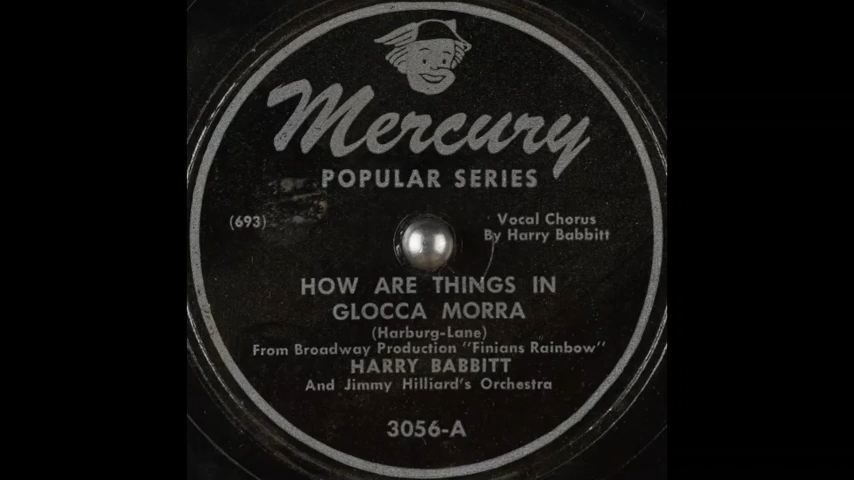 Mercury
POPULAR SERIES
(693)
Vocal Chorus
By Harry Babbitt
HOW ARE THINGS IN
GLOCCA MORRA
(Harburg-Lane)
From Broadway Production "Finians Rainbow"
HARRY BABBITT
And Jimmy Hilliard's Orchestra
3056-A